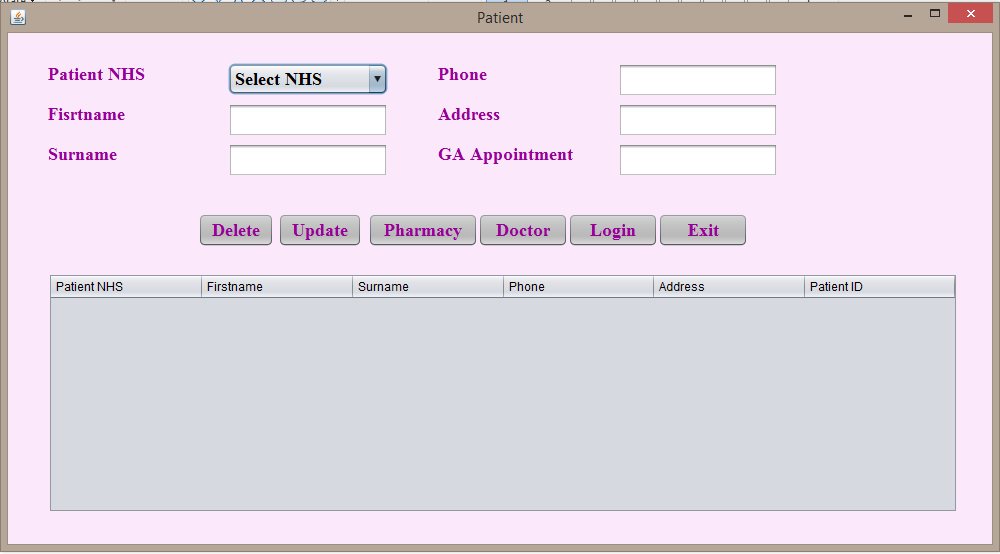 Patient
Patient NHS Select NHS Phone
Fisrtname Address
Surname GA Appointment
Delete Update Pharmacy Doctor Login Exit
Patient NHS Firstname Surname Phone Address Patient ID